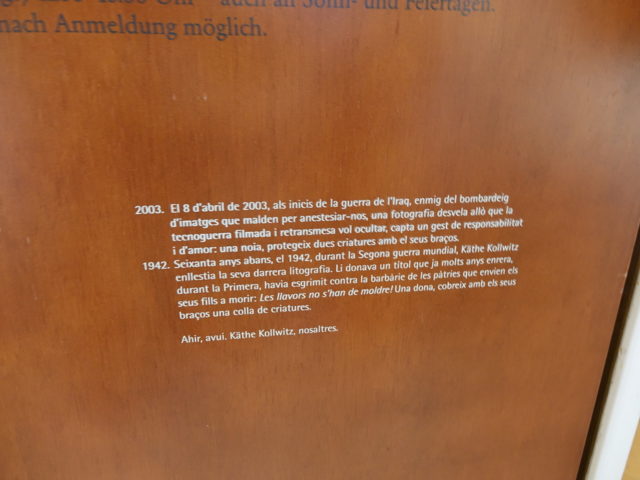 auch an Sonn- und Feiertagen.
nach Anmeldung möglich.
2003. El 8 d'abril de 2003, als inicis de la guerra de l'Iraq, enmig del bombardeig
d'imatges que malden per anestesiar-nos, una fotografia desvela allò que la
tecnoguerra filmada i retransmesa vol ocultar, capta un gest de responsabilitat
i d'amor: una noia, protegeix dues criatures amb el seus braços.
1942. Seixanta anys abans, el 1942, durant la Segona guerra mundial, Käthe Kollwitz
enllestia la seva darrera litografia. Li donava un títol que ja molts anys enrera,
durant la Primera, havia esgrimit contra la barbàrie de les pàtries que envien els
seus fills a morir: Les llavors no s'han de moldre! Una dona, cobreix amb els seus
braços una colla de criatures.
Ahir, avui. Käthe Kollwitz, nosaltres.